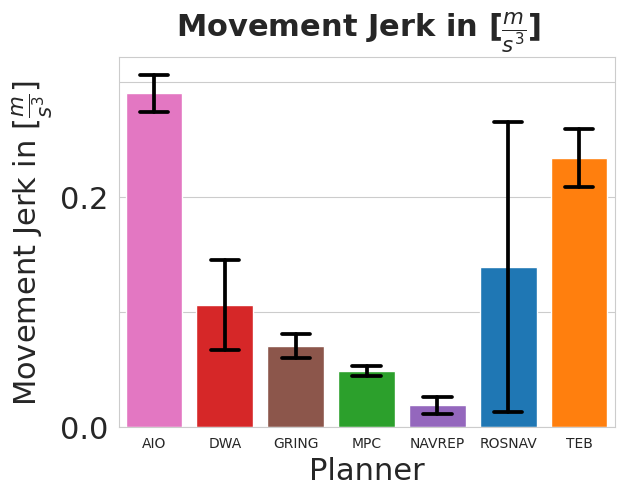 Movement Jerk in [m/s³]
Movement Jerk in [m/s³]
0.2
0.0
AIO DWA GRING MPC NAVREP ROSNAV TEB
Planner